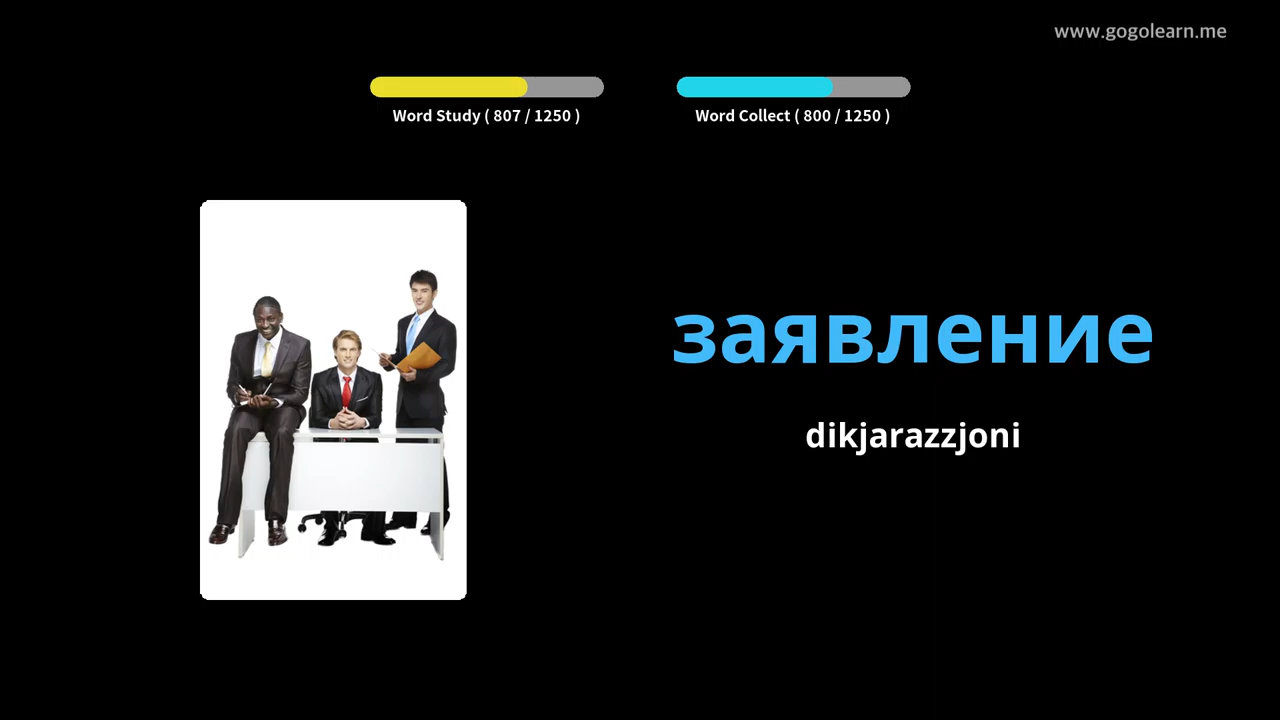 www.gogolearn.me
Word Study ( 807 / 1250 )
Word Collect ( 800 / 1250 )
заявление
dikjarazzjoni